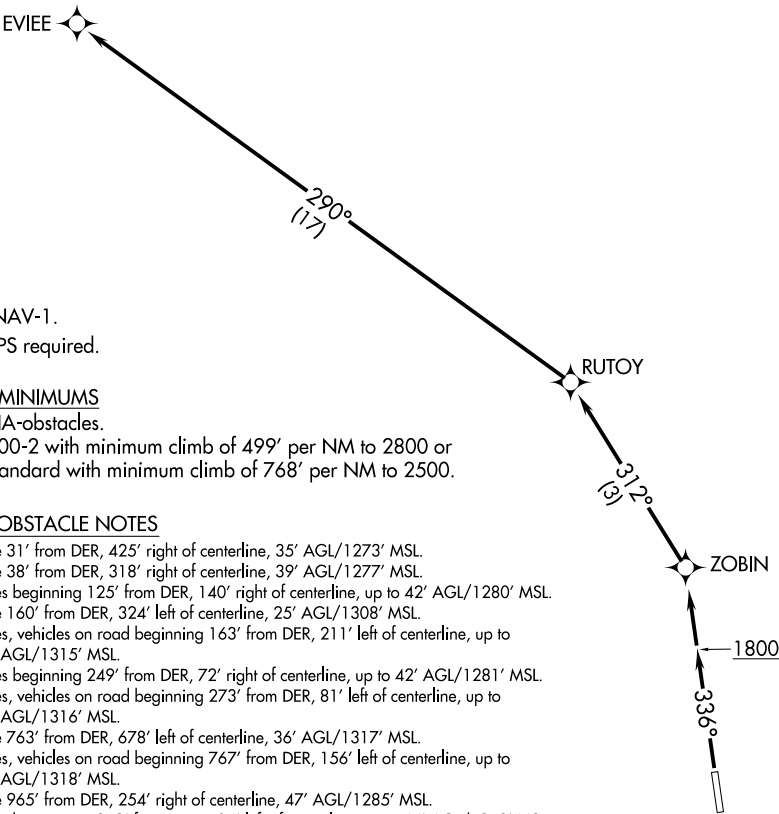 EVIEE
290°
(17)
NAV-1.
PS required.
RUTOY
MINIMUMS
A-obstacles.
00-2 with minimum climb of 499' per NM to 2800 or
andard with minimum climb of 768' per NM to 2500.
312°
(3)
OBSTACLE NOTES
31' from DER, 425' right of centerline, 35' AGL/1273' MSL.
38' from DER, 318' right of centerline, 39' AGL/1277' MSL.
es beginning 125' from DER, 140' right of centerline, up to 42' AGL/1280' MSL.
160' from DER, 324' left of centerline, 25' AGL/1308' MSL.
es, vehicles on road beginning 163' from DER, 211' left of centerline, up to
AGL/1315' MSL.
es beginning 249' from DER, 72' right of centerline, up to 42' AGL/1281' MSL.
es, vehicles on road beginning 273' from DER, 81' left of centerline, up to
AGL/1316' MSL.
763' from DER, 678' left of centerline, 36' AGL/1317' MSL.
es, vehicles on road beginning 767' from DER, 156' left of centerline, up to
AGL/1318' MSL.
965' from DER, 254' right of centerline, 47' AGL/1285' MSL.
ZOBIN
1800
336°